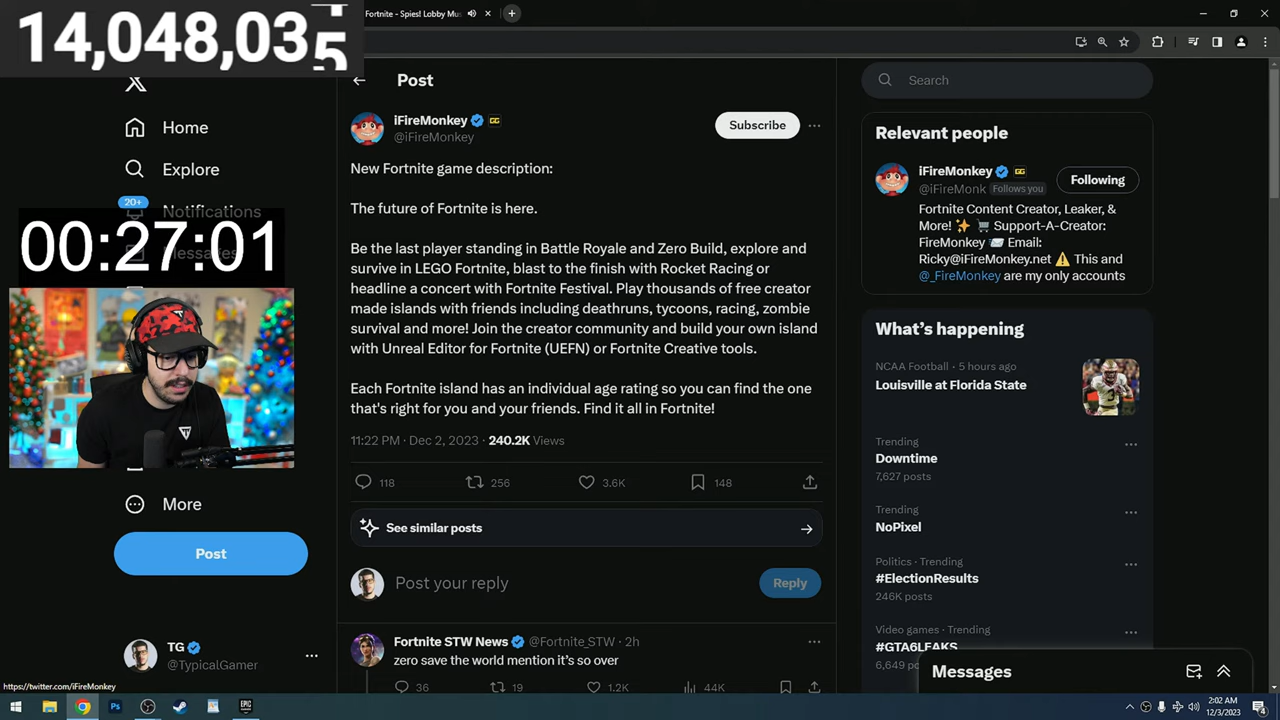 14,048,035
Fortnite - Spies! Lobby Mu
Home
Explore
20+
Notifications
Messages
00:27:01
More
Post
TG
@TypicalGamer
https://twitter.com/iFireMonkey
Post
iFireMonkey
@iFireMonkey
Subscribe
New Fortnite game description:
The future of Fortnite is here.
Be the last player standing in Battle Royale and Zero Build, explore and
survive in LEGO Fortnite, blast to the finish with Rocket Racing or
headline a concert with Fortnite Festival. Play thousands of free creator
made islands with friends including deathruns, tycoons, racing, zombie
survival and more! Join the creator community and build your own island
with Unreal Editor for Fortnite (UEFN) or Fortnite Creative tools.
Each Fortnite island has an individual age rating so you can find the one
that's right for you and your friends. Find it all in Fortnite!
11:22 PM · Dec 2, 2023 · 240.2K Views
118 256 3.6K 148
See similar posts
Post your reply
Reply
Fortnite STW News @Fortnite_STW · 2h
zero save the world mention it's so over
36 19 1.2K 44K
Search
Relevant people
iFireMonkey
@iFireMonk Follows you
Following
Fortnite Content Creator, Leaker, &
More! Support-A-Creator:
FireMonkey Email:
Ricky@iFireMonkey.net This and
@_FireMonkey are my only accounts
What's happening
NCAA Football · 5 hours ago
Louisville at Florida State
Trending
Downtime
7,627 posts
Trending
NoPixel
Politics · Trending
#ElectionResults
246K posts
Video games · Trending
#GTA6LEAKS
6,649 po
Messages
2:02 AM
12/3/2023